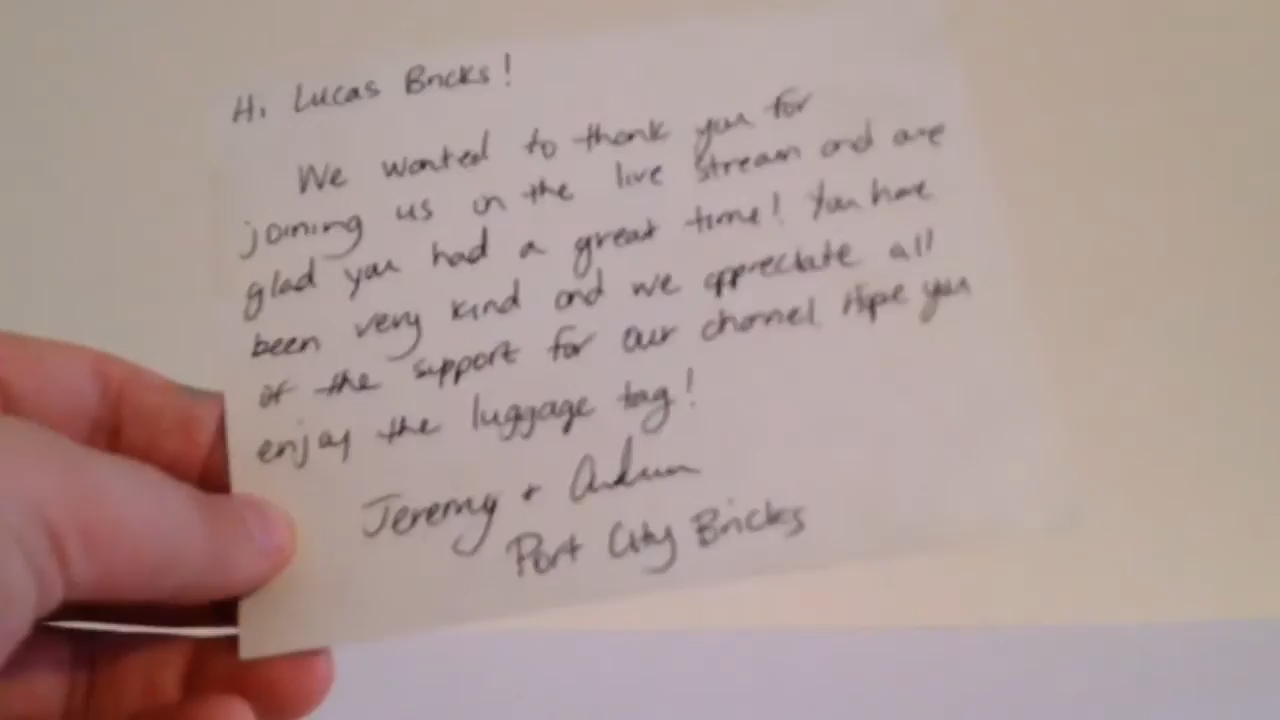 Hi Lucas Bricks!
We wanted to thank you for
joining us on the live stream and are
glad you had a great time! You have
been very kind and we appreciate all
of the support for our channel. Hope you
enjoy the luggage tag!
Jeremy +
Port City Bricks